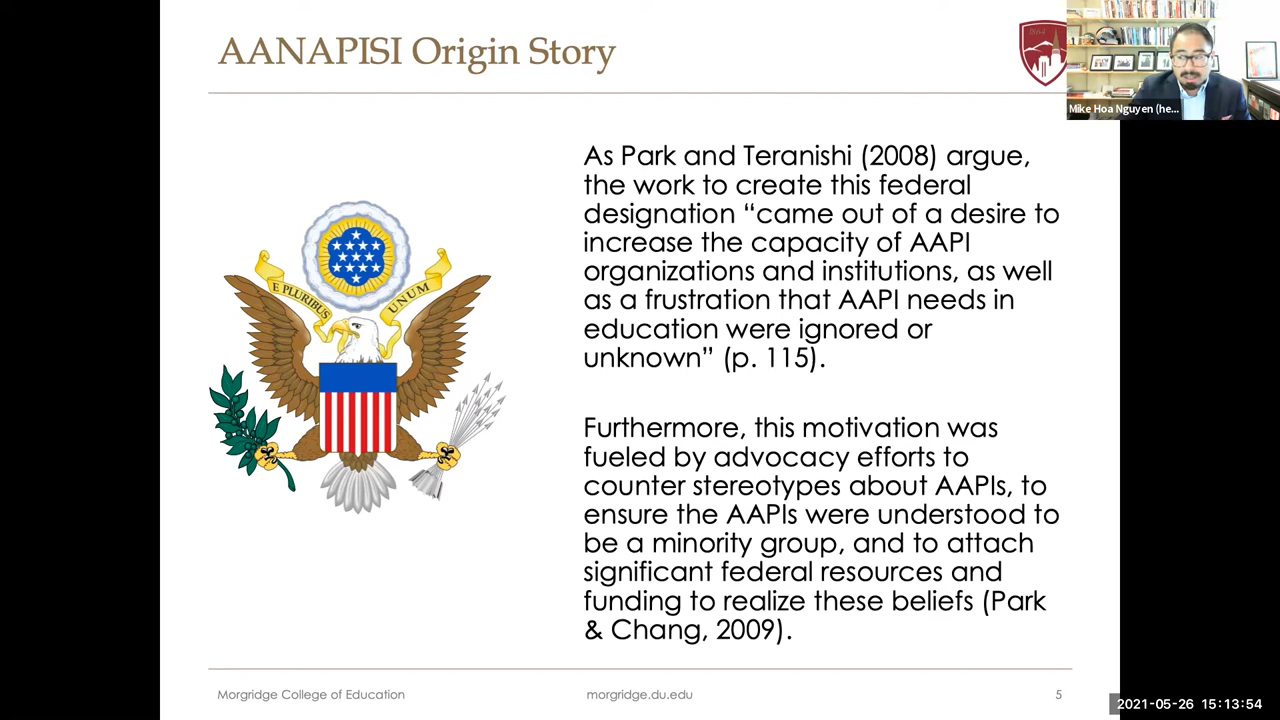 AANAPISI Origin Story
1864
Mike Hoa Nguyen (he...
As Park and Teranishi (2008) argue,
the work to create this federal
designation “came out of a desire to
increase the capacity of AAPI
organizations and institutions, as well
as a frustration that AAPI needs in
education were ignored or
unknown” (p. 115).
E PLURIBUS
UNUM
Furthermore, this motivation was
fueled by advocacy efforts to
counter stereotypes about AAPIs, to
ensure the AAPIs were understood to
be a minority group, and to attach
significant federal resources and
funding to realize these beliefs (Park
& Chang, 2009).
Morgridge College of Education
morgridge.du.edu
5
2021-05-26 15:13:54